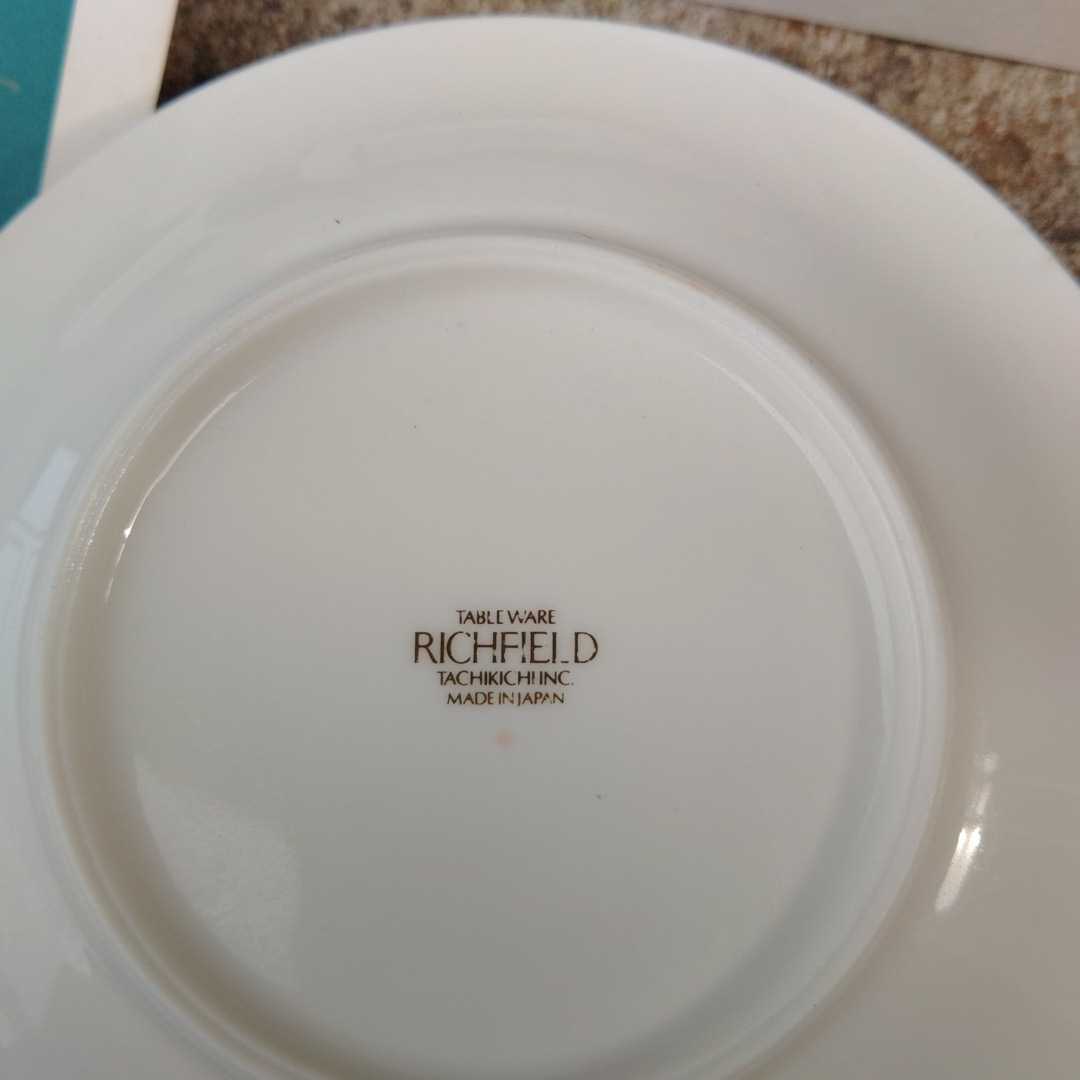 TABLE WARE
RICHFIELD
TACHIKICHI INC.
MADE IN JAPAN